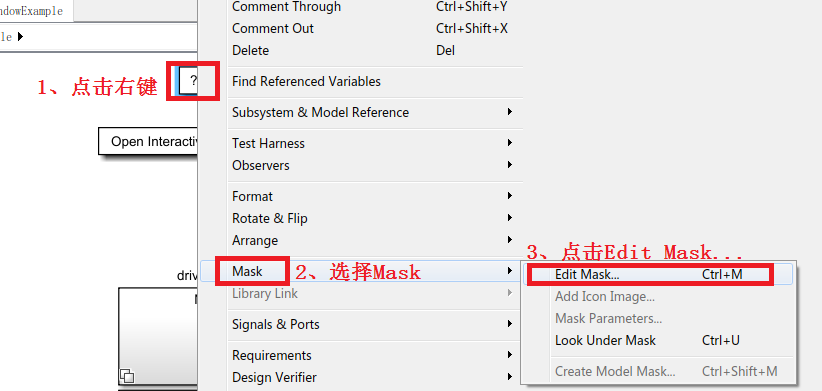 ndowExample
le
Comment Through Ctrl+Shift+Y
Comment Out Ctrl+Shift+X
Delete Del
1、点击右键
?
Find Referenced Variables
Subsystem & Model Reference
Open Interactiv
Test Harness
Observers
Format
Rotate & Flip
Arrange
3、点击Edit Mask...
driv
Mask
2、选择Mask
Edit Mask... Ctrl+M
Library Link
Add Icon Image...
Mask Parameters...
Signals & Ports
Look Under Mask Ctrl+U
Requirements
Create Model Mask... Ctrl+Shift+M
Design Verifier